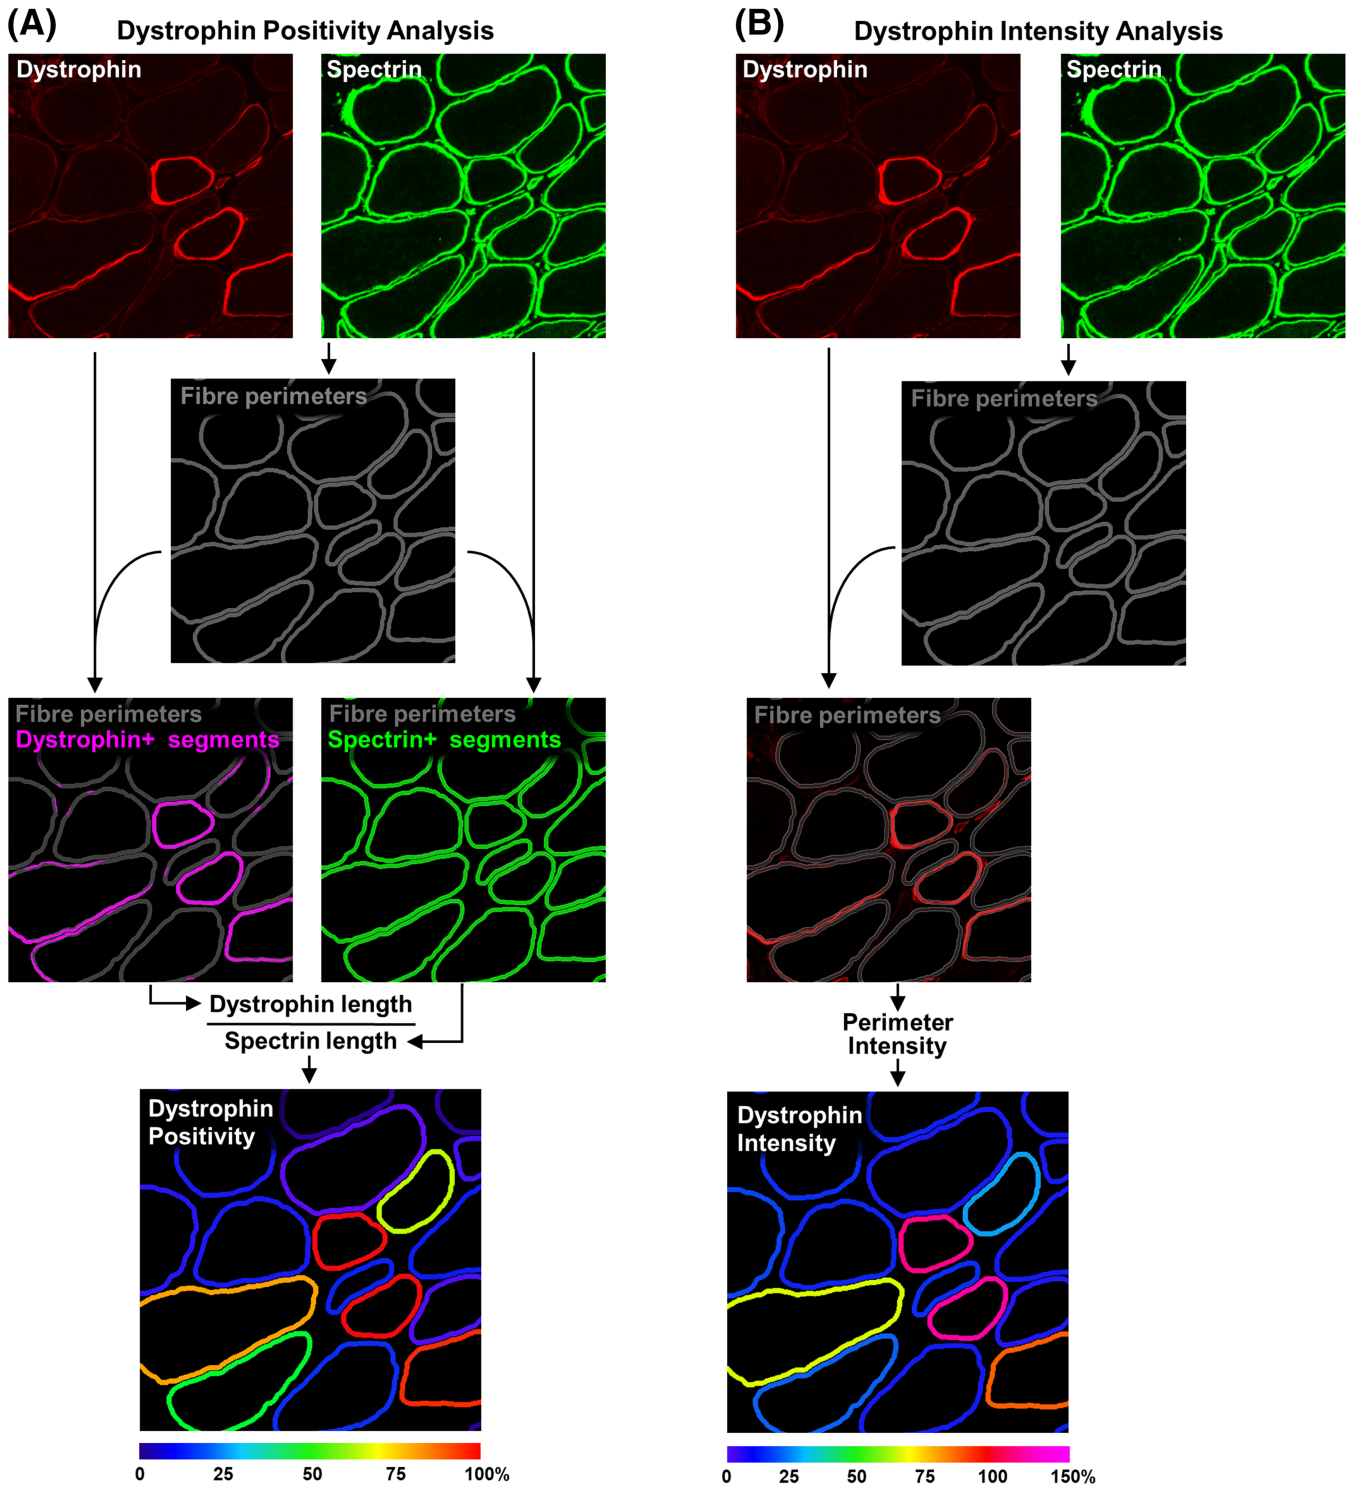 (A)
Dystrophin Positivity Analysis
Dystrophin
Spectrin
Fibre perimeters
Fibre perimeters
Dystrophin+ segments
Fibre perimeters
Spectrin+ segments
Dystrophin length
Spectrin length
Dystrophin
Positivity
0 25 50 75 100%
(B)
Dystrophin Intensity Analysis
Dystrophin
Spectrin
Fibre perimeters
Fibre perimeters
Perimeter
Intensity
Dystrophin
Intensity
0 25 50 75 100 150%